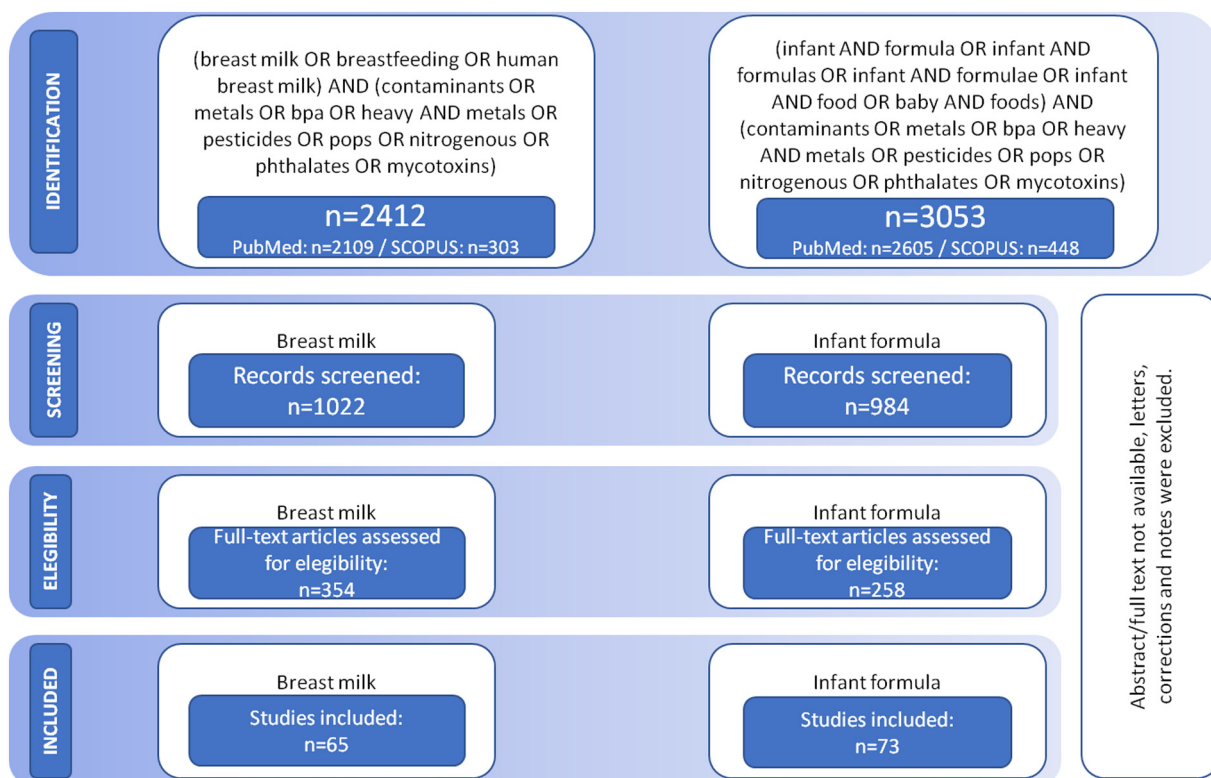 IDENTIFICATION
(breast milk OR breastfeeding OR human
breast milk) AND (contaminants OR
metals OR bpa OR heavy AND metals OR
pesticides OR pops OR nitrogenous OR
phthalates OR mycotoxins)
n=2412
PubMed: n=2109 / SCOPUS: n=303
(infant AND formula OR infant AND
formulas OR infant AND formulae OR infant
AND food OR baby AND foods) AND
(contaminants OR metals OR bpa OR heavy
AND metals OR pesticides OR pops OR
nitrogenous OR phthalates OR mycotoxins)
n=3053
PubMed: n=2605 / SCOPUS: n=448
SCREENING
Breast milk
Records screened:
n=1022
Infant formula
Records screened:
n=984
ELEGIBILITY
Breast milk
Full-text articles assessed
for elegibility:
n=354
Infant formula
Full-text articles assessed
for elegibility:
n=258
INCLUDED
Breast milk
Studies included:
n=65
Infant formula
Studies included:
n=73
Abstract/full text not available, letters,
corrections and notes were excluded.